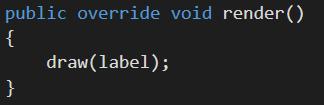 public override void render()
{
    draw(label);
}